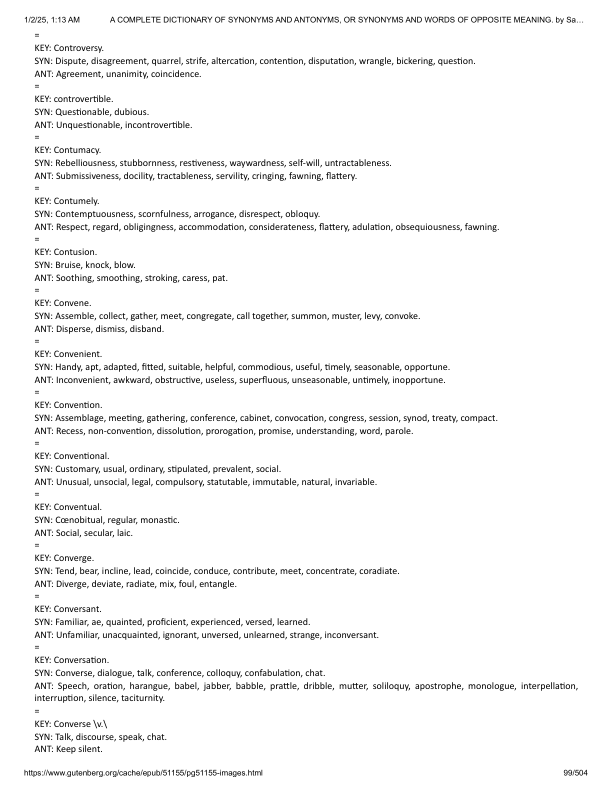 1/2/25, 1:13 AM A COMPLETE DICTIONARY OF SYNONYMS AND ANTONYMS, OR SYNONYMS AND WORDS OF OPPOSITE MEANING. by Sa…
=
KEY: Controversy.
SYN: Dispute, disagreement, quarrel, strife, altercation, contention, disputation, wrangle, bickering, question.
ANT: Agreement, unanimity, coincidence.
=
KEY: controvertible.
SYN: Questionable, dubious.
ANT: Unquestionable, incontrovertible.
=
KEY: Contumacy.
SYN: Rebelliousness, stubbornness, restiveness, waywardness, self-will, untractableness.
ANT: Submissiveness, docility, tractableness, servility, cringing, fawning, flattery.
=
KEY: Contumely.
SYN: Contemptuousness, scornfulness, arrogance, disrespect, obloquy.
ANT: Respect, regard, obligingness, accommodation, considerateness, flattery, adulation, obsequiousness, fawning.
=
KEY: Contusion.
SYN: Bruise, knock, blow.
ANT: Soothing, smoothing, stroking, caress, pat.
=
KEY: Convene.
SYN: Assemble, collect, gather, meet, congregate, call together, summon, muster, levy, convoke.
ANT: Disperse, dismiss, disband.
=
KEY: Convenient.
SYN: Handy, apt, adapted, fitted, suitable, helpful, commodious, useful, timely, seasonable, opportune.
ANT: Inconvenient, awkward, obstructive, useless, superfluous, unseasonable, untimely, inopportune.
=
KEY: Convention.
SYN: Assemblage, meeting, gathering, conference, cabinet, convocation, congress, session, synod, treaty, compact.
ANT: Recess, non-convention, dissolution, prorogation, promise, understanding, word, parole.
=
KEY: Conventional.
SYN: Customary, usual, ordinary, stipulated, prevalent, social.
ANT: Unusual, unsocial, legal, compulsory, statutable, immutable, natural, invariable.
=
KEY: Conventual.
SYN: Cœnobitual, regular, monastic.
ANT: Social, secular, laic.
=
KEY: Converge.
SYN: Tend, bear, incline, lead, coincide, conduce, contribute, meet, concentrate, coradiate.
ANT: Diverge, deviate, radiate, mix, foul, entangle.
=
KEY: Conversant.
SYN: Familiar, ae, quainted, proficient, experienced, versed, learned.
ANT: Unfamiliar, unacquainted, ignorant, unversed, unlearned, strange, inconversant.
=
KEY: Conversation.
SYN: Converse, dialogue, talk, conference, colloquy, confabulation, chat.
ANT: Speech, oration, harangue, babel, jabber, babble, prattle, dribble, mutter, soliloquy, apostrophe, monologue, interpellation,
interruption, silence, taciturnity.
=
KEY: Converse \v.\
SYN: Talk, discourse, speak, chat.
ANT: Keep silent.
https://www.gutenberg.org/cache/epub/51155/pg51155-images.html 99/504